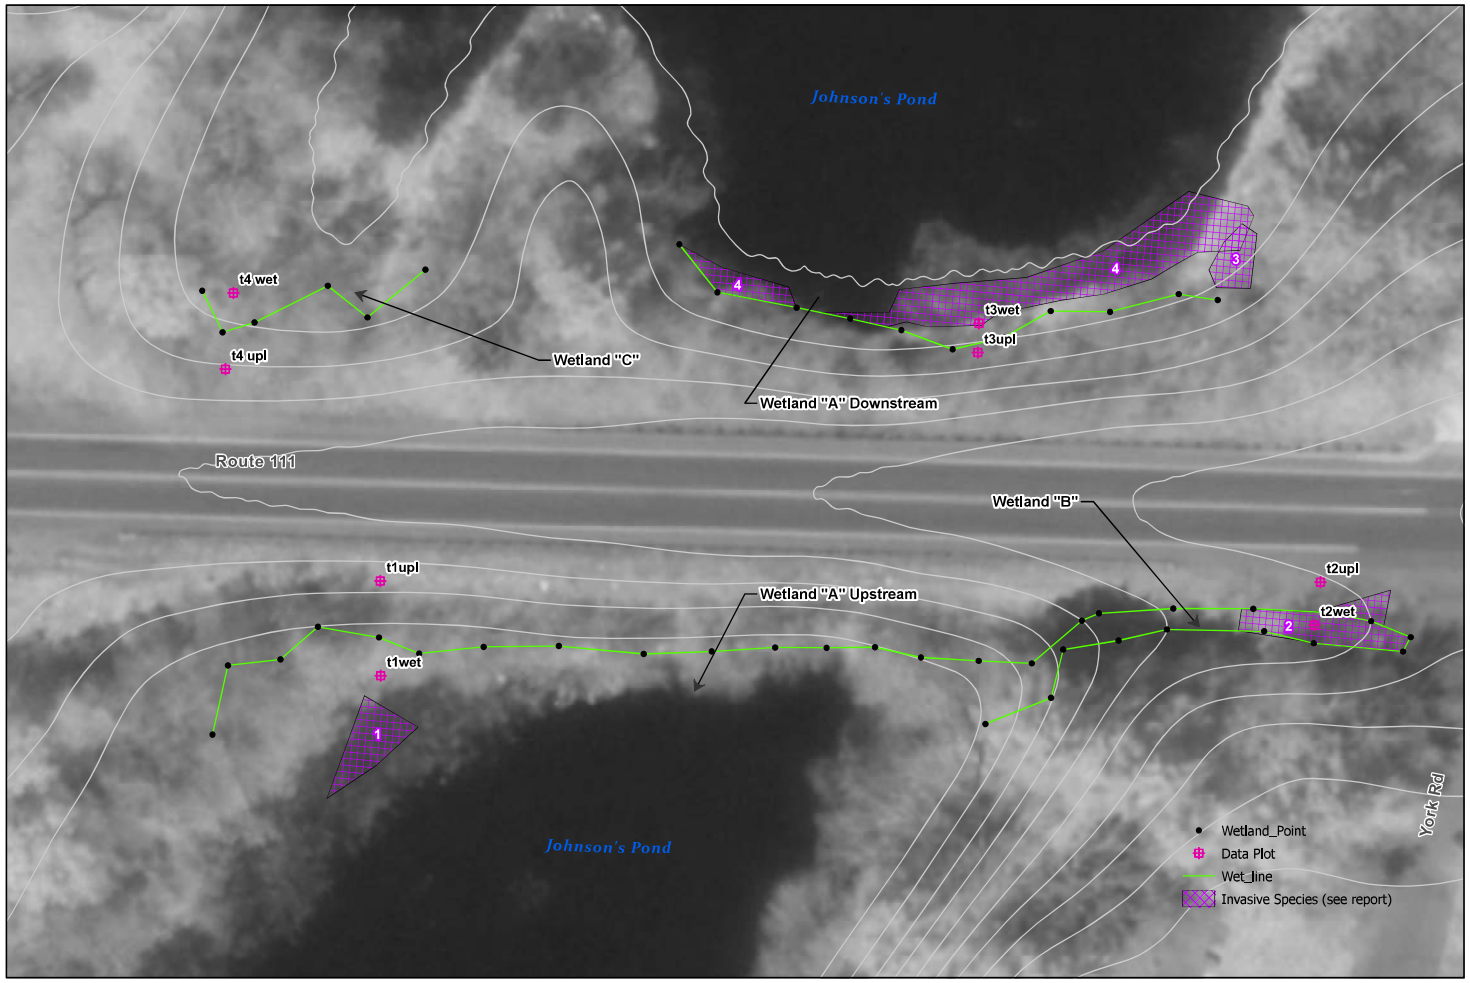 Johnson's Pond
t4 wet
4
3
4
t3wet
t3upl
t4 upl
Wetland "C"
Wetland "A" Downstream
Route 111
Wetland "B"
t1upl
t2upl
Wetland "A" Upstream
t2wet
2
t1wet
1
York Rd
Johnson's Pond
Wetland_Point
Data Plot
Wet_line
Invasive Species (see report)